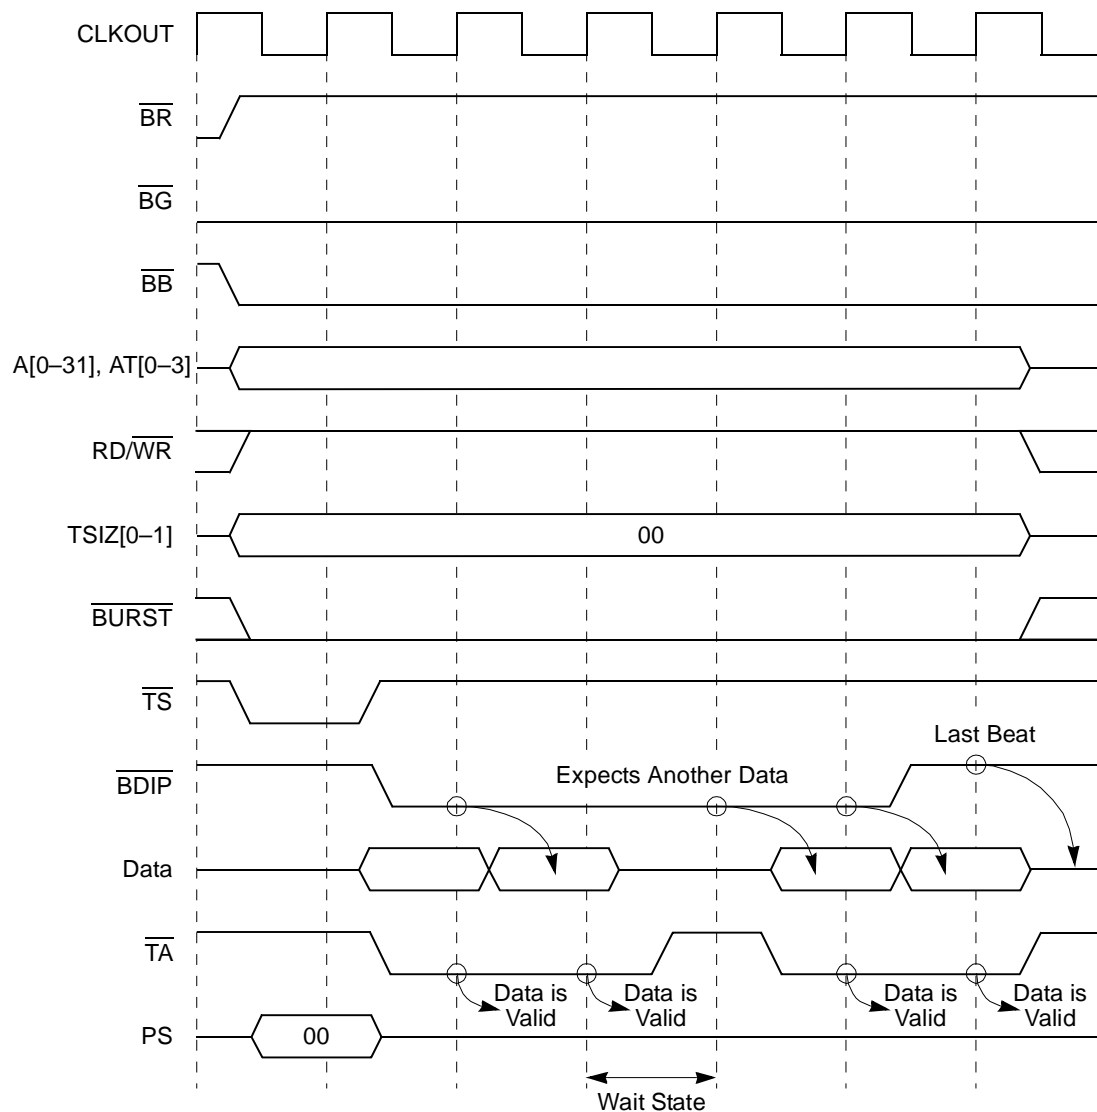 CLKOUT
BR
BG
BB
A[0–31], AT[0–3]
RD/WR
TSIZ[0–1]
00
BURST
TS
Last Beat
BDIP
Expects Another Data
Data
TA
Data is
Valid
Data is
Valid
Data is
Valid
Data is
Valid
PS
00
Wait State